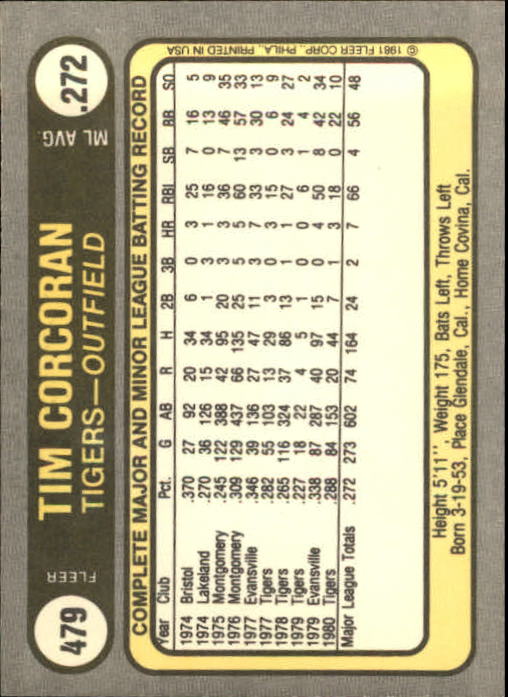 479
FLEER
TIM CORCORAN
TIGERS—OUTFIELD
ML AVG.
.272
COMPLETE MAJOR AND MINOR LEAGUE BATTING RECORD
Year Club Pct. G AB R H 2B 3B HR RBI SB BB SO
1974 Bristol .370 27 92 20 34 6 0 3 25 7 16 5
1974 Lakeland .270 36 126 15 34 1 3 1 16 0 13 9
1975 Montgomery .245 122 388 42 95 20 3 3 36 7 46 35
1976 Montgomery .309 129 437 66 135 25 5 3 60 13 57 33
1977 Evansville .346 39 136 27 47 11 3 7 33 5 30 13
1977 Tigers .282 55 103 13 29 3 0 3 15 0 6 9
1978 Tigers .265 116 324 37 86 13 1 1 27 3 24 27
1979 Tigers .227 18 22 4 5 1 0 0 6 1 4 2
1979 Evansville .338 87 287 40 97 15 7 4 50 8 42 34
1980 Tigers .288 84 153 20 44 7 1 3 18 0 22 10
Major League Totals .272 273 602 74 164 24 2 7 66 4 56 48
Height 5'11", Weight 175, Bats Left, Throws Left
Born 3-19-53, Place Glendale, Cal., Home Covina, Cal.
© 1981 FLEER CORP., PHILA., PRINTED IN USA